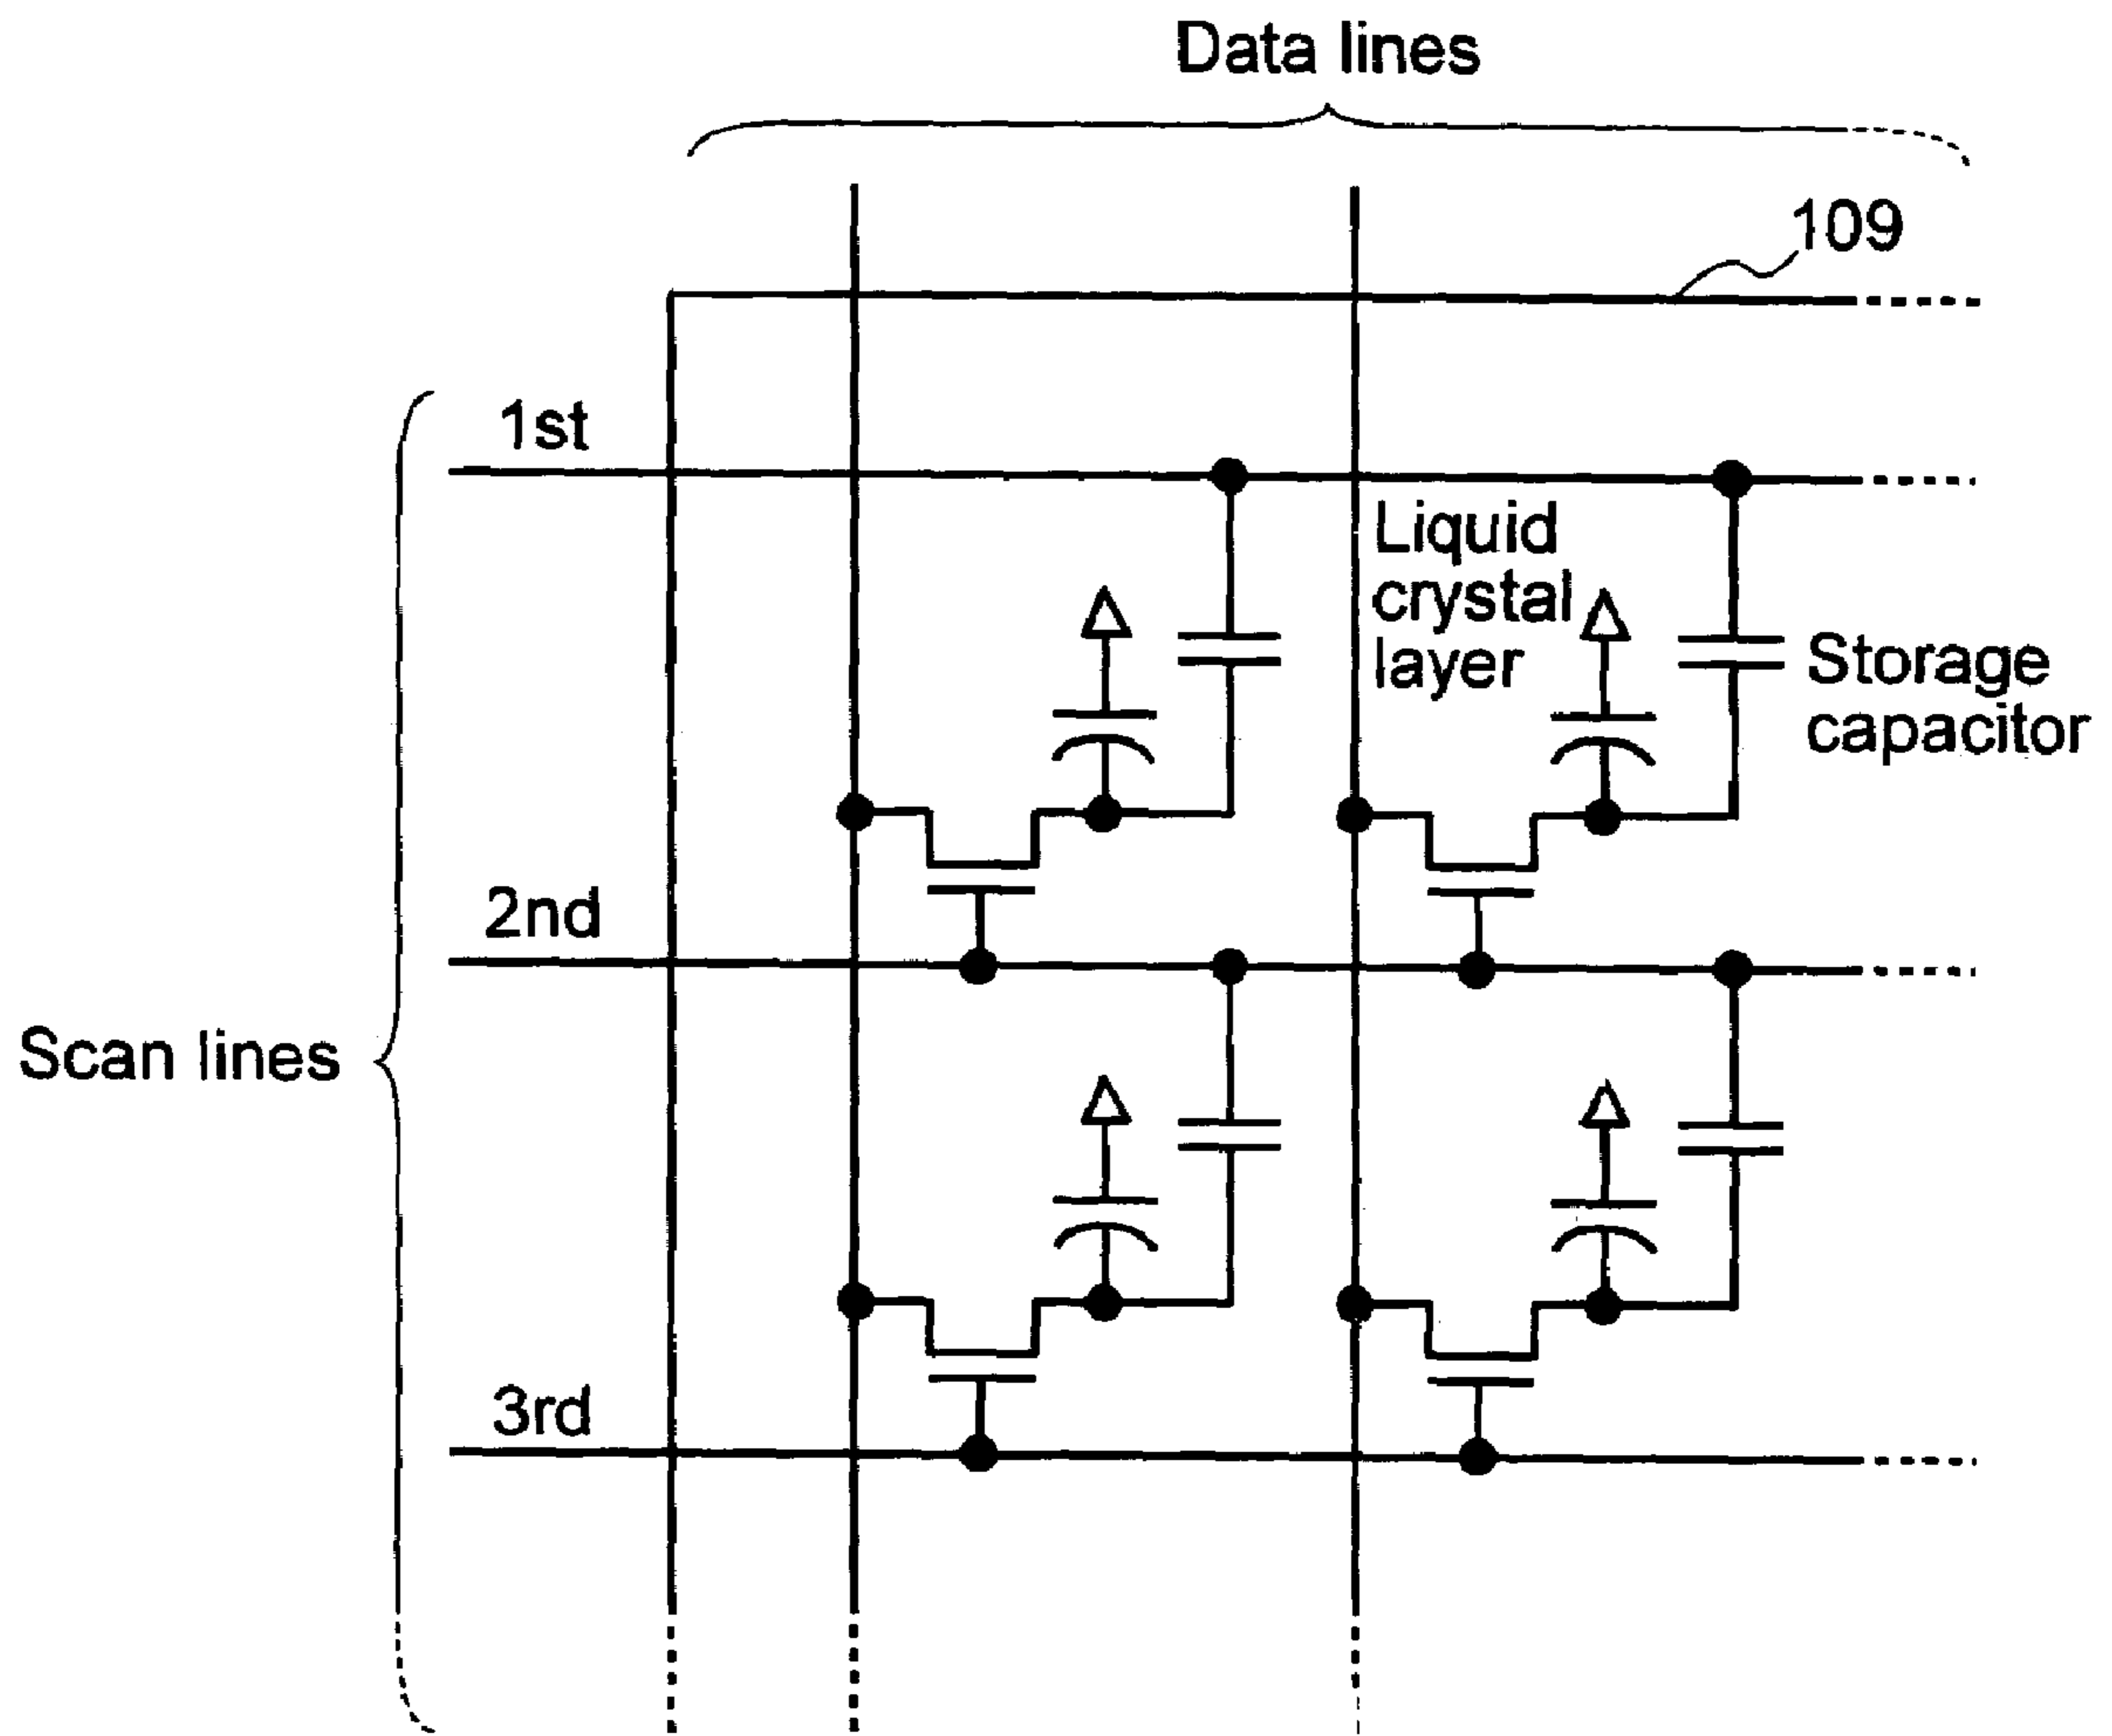 Data lines
109
1st
Liquid
crystal
layer
Storage
capacitor
2nd
Scan lines
3rd